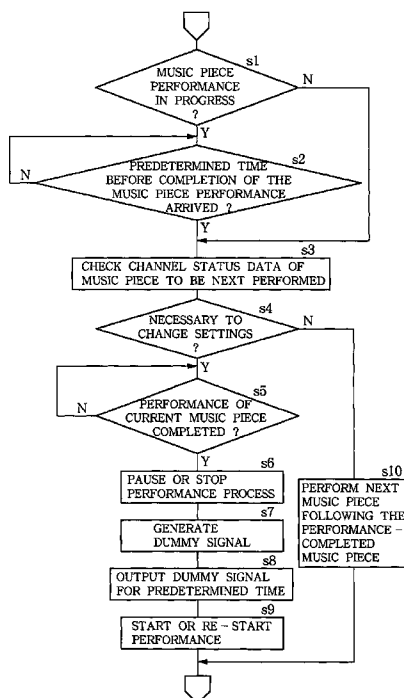 s1
MUSIC PIECE
PERFORMANCE
IN PROGRESS
?
N
Y
s2
PREDETERMINED TIME
BEFORE COMPLETION OF THE
MUSIC PIECE PERFORMANCE
ARRIVED ?
N
Y
s3
CHECK CHANNEL STATUS DATA OF
MUSIC PIECE TO BE NEXT PERFORMED
s4
NECESSARY TO
CHANGE SETTINGS
?
N
Y
s5
PERFORMANCE OF
CURRENT MUSIC PIECE
COMPLETED ?
N
Y
s6
PAUSE OR STOP
PERFORMANCE PROCESS
s7
GENERATE
DUMMY SIGNAL
s8
OUTPUT DUMMY SIGNAL
FOR PREDETERMINED TIME
s9
START OR RE-START
PERFORMANCE
s10
PERFORM NEXT
MUSIC PIECE
FOLLOWING THE
PERFORMANCE-
COMPLETED
MUSIC PIECE